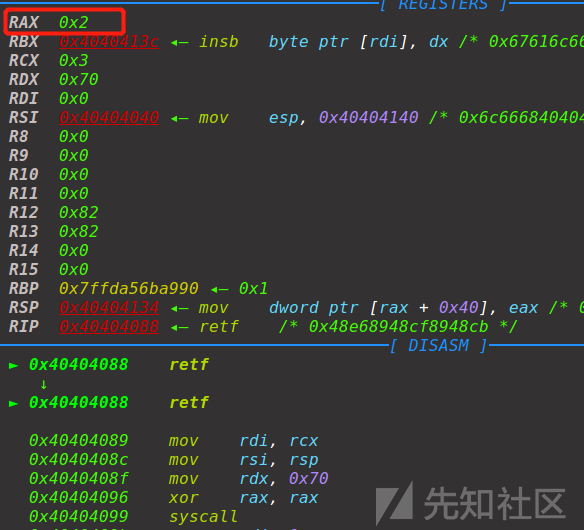 [ REGISTERS ]
RAX 0x2
RBX 0x4040413c ◂— insb byte ptr [rdi], dx /* 0x67616c66
RCX 0x3
RDX 0x70
RDI 0x0
RSI 0x40404040 ◂— mov esp, 0x40404140 /* 0x6c666840404
R8 0x0
R9 0x0
R10 0x0
R11 0x0
R12 0x82
R13 0x82
R14 0x0
R15 0x0
RBP 0x7ffda56ba990 ◂— 0x1
RSP 0x40404134 ◂— mov dword ptr [rax + 0x40], eax /* 0
RIP 0x40404088 ◂— retf /* 0x48e68948cf8948cb */
[ DISASM ]
► 0x40404088 retf
↓
► 0x40404088 retf
0x40404089 mov rdi, rcx
0x4040408c mov rsi, rsp
0x4040408f mov rdx, 0x70
0x40404096 xor rax, rax
0x40404099 syscall
先知社区